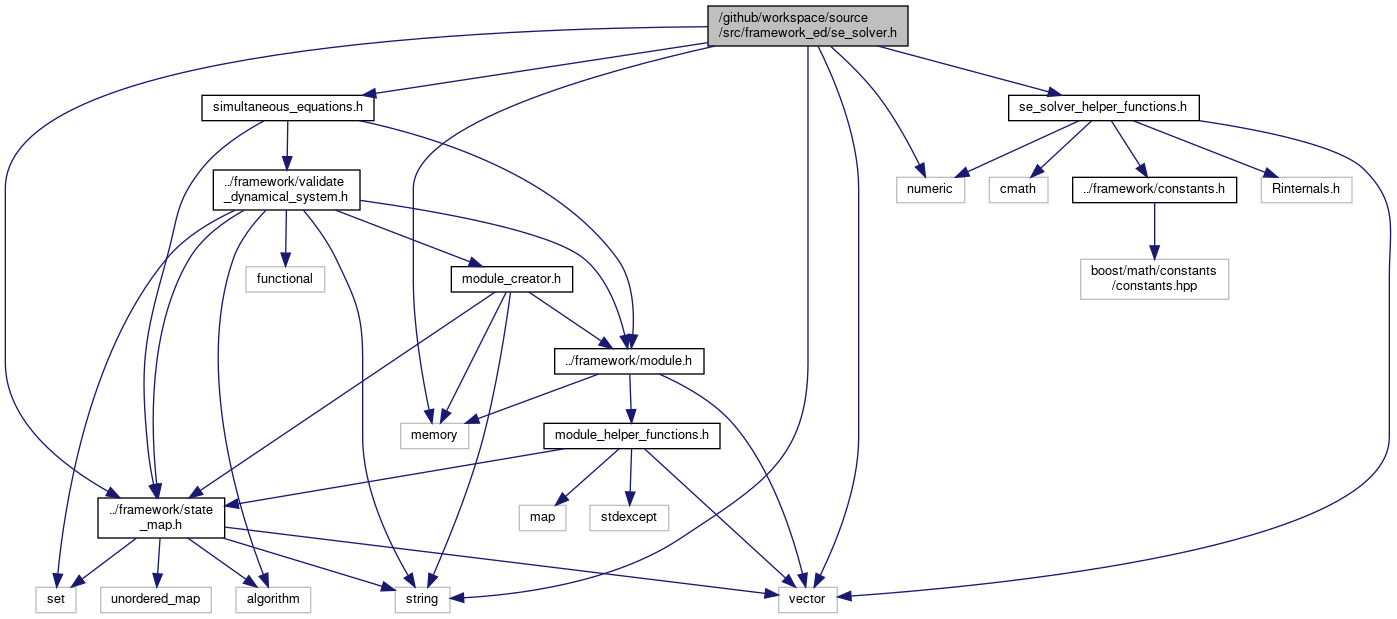 /github/workspace/source
/src/framework_ed/se_solver.h
simultaneous_equations.h
se_solver_helper_functions.h
../framework/validate
_dynamical_system.h
numeric
cmath
../framework/constants.h
Rinternals.h
functional
module_creator.h
boost/math/constants
/constants.hpp
../framework/module.h
memory
module_helper_functions.h
../framework/state
_map.h
map
stdexcept
set
unordered_map
algorithm
string
vector